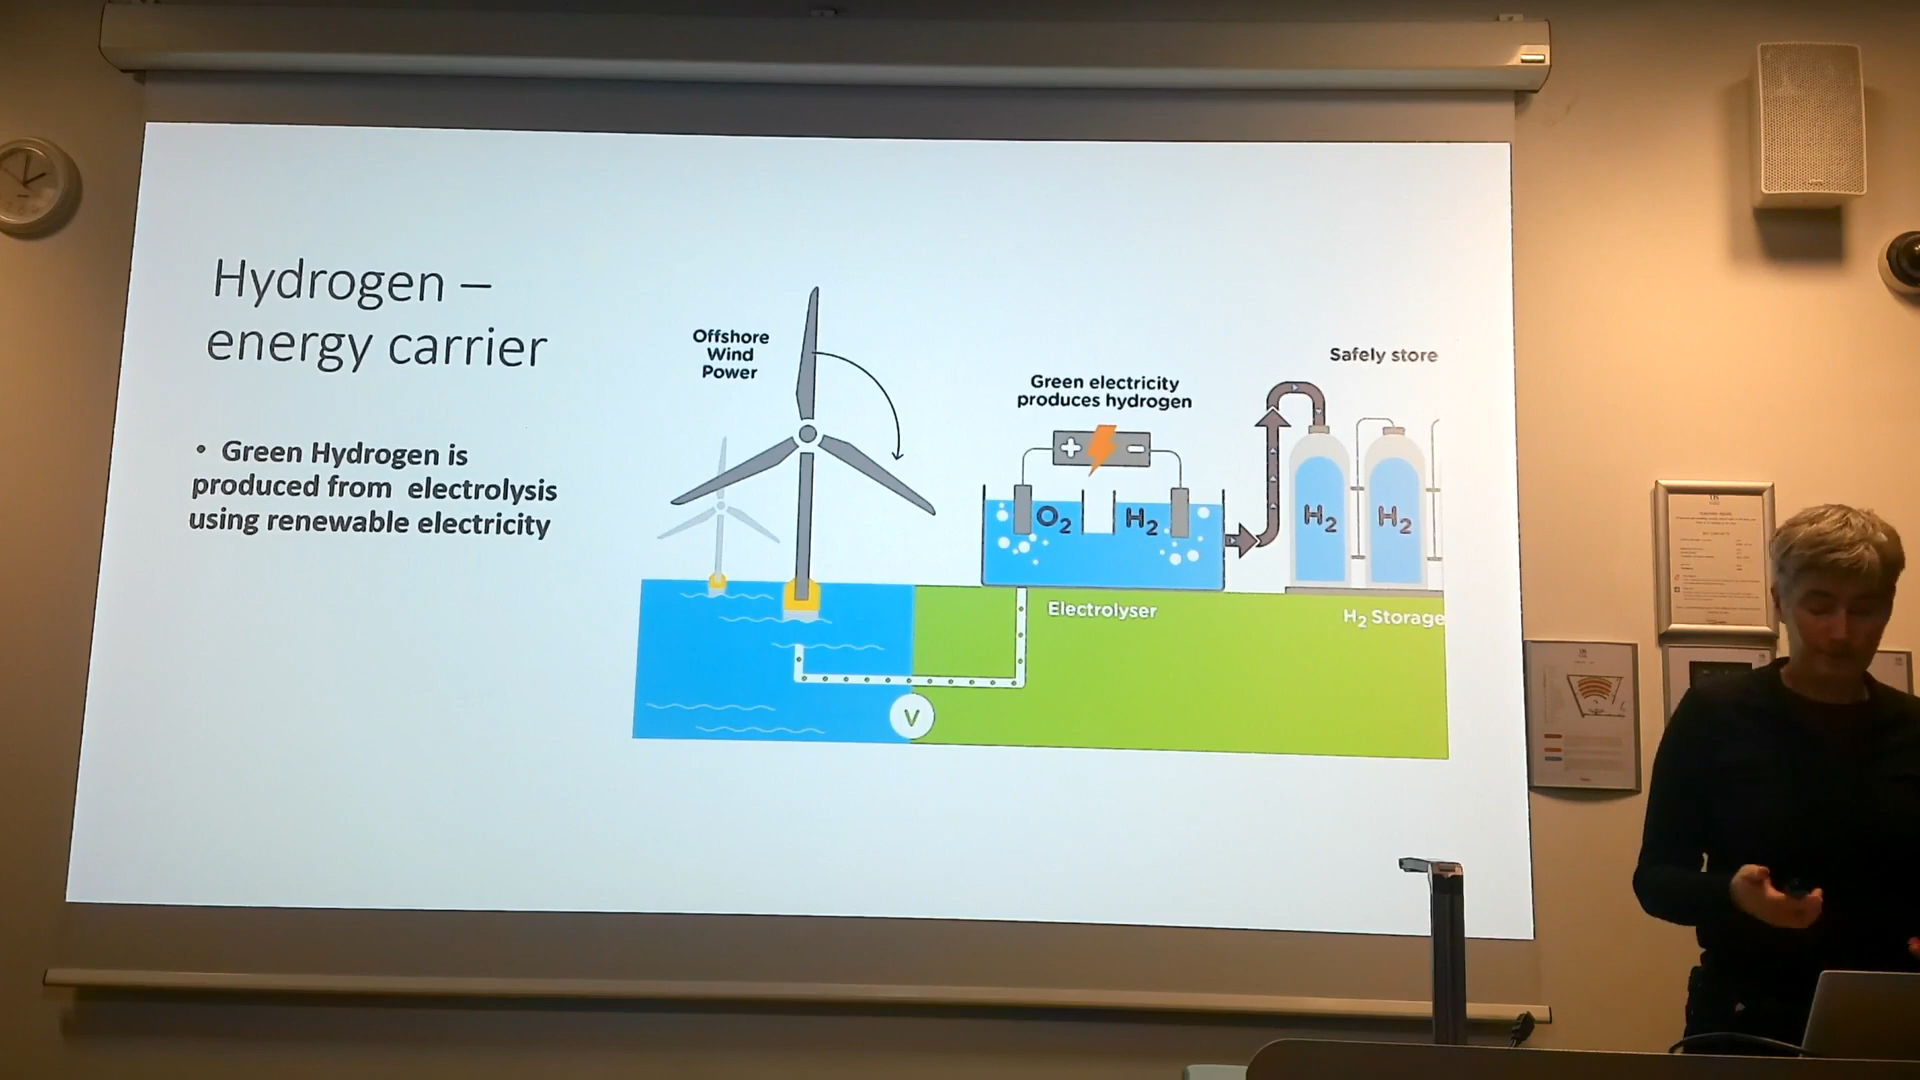 Hydrogen –
energy carrier
• Green Hydrogen is
produced from electrolysis
using renewable electricity
Offshore
Wind
Power
Green electricity
produces hydrogen
Safely store
+
–
O₂
H₂
H₂
H₂
Electrolyser
H₂ Storage
V